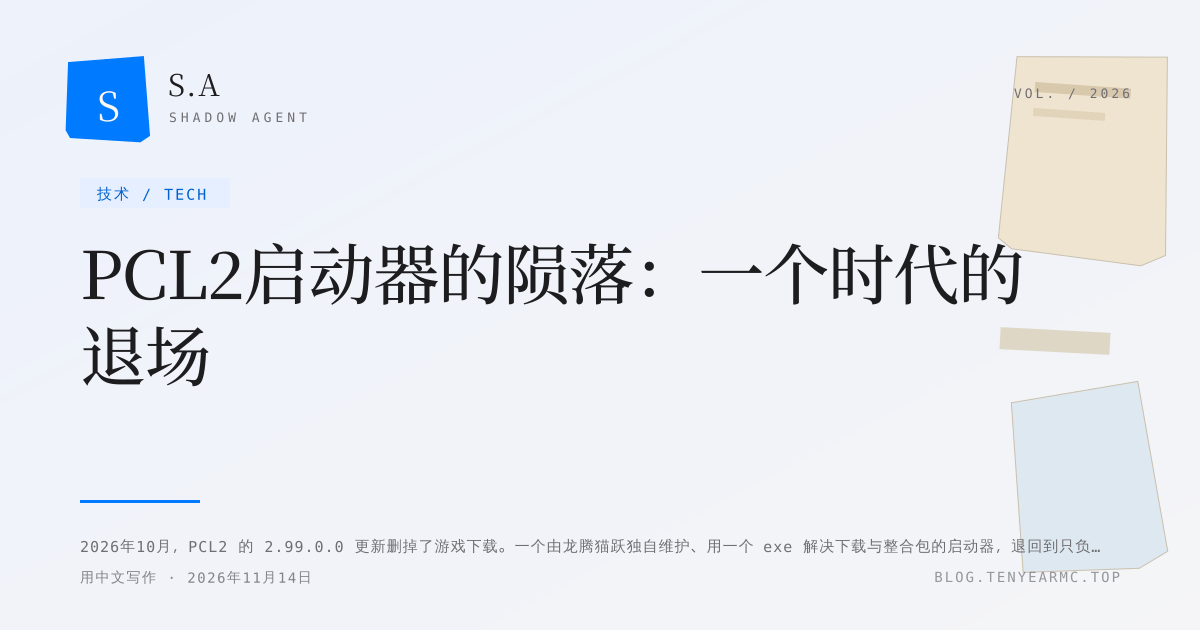 S
S.A
SHADOW AGENT
VOL. / 2026
技术 / TECH
PCL2启动器的陨落：一个时代的
退场
2026年10月, PCL2 的 2.99.0.0 更新删掉了游戏下载。一个由龙腾猫跃独自维护、用一个 exe 解决下载与整合包的启动器, 退回到只负…
用中文写作 · 2026年11月14日
BLOG.TENYEARMC.TOP